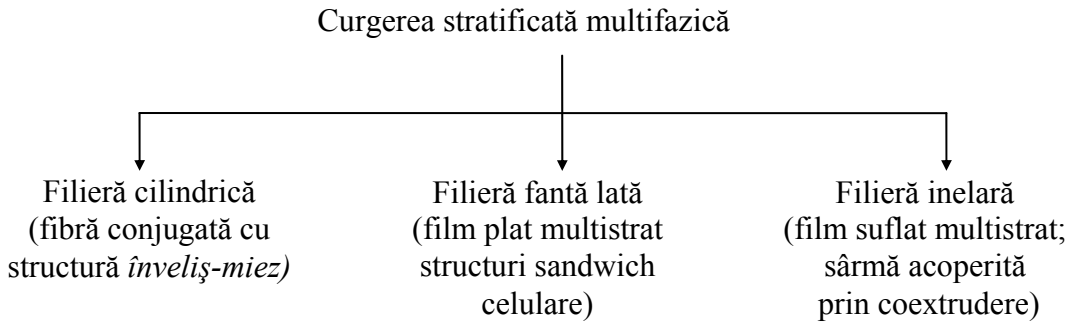 Curgerea stratificată multifazică
Filieră cilindrică
(fibră conjugată cu
structură înveliş-miez)
Filieră fantă lată
(film plat multistrat
structuri sandwich
celulare)
Filieră inelară
(film suflat multistrat;
sârmă acoperită
prin coextrudere)